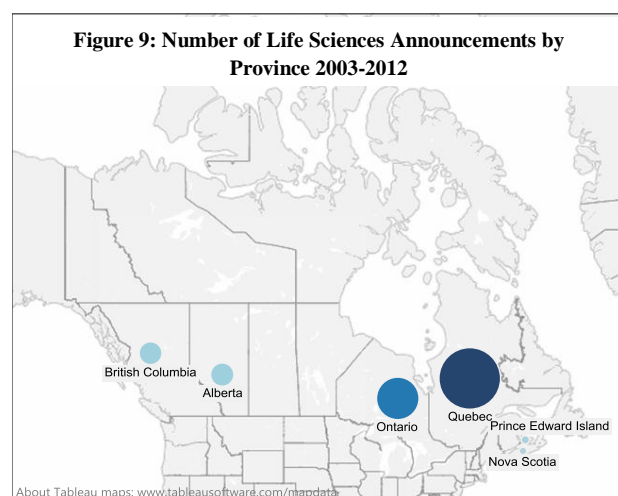 Figure 9: Number of Life Sciences Announcements by
Province 2003-2012
British Columbia
Alberta
Ontario
Quebec
Prince Edward Island
Nova Scotia
About Tableau maps: www.tableausoftware.com/mapdata